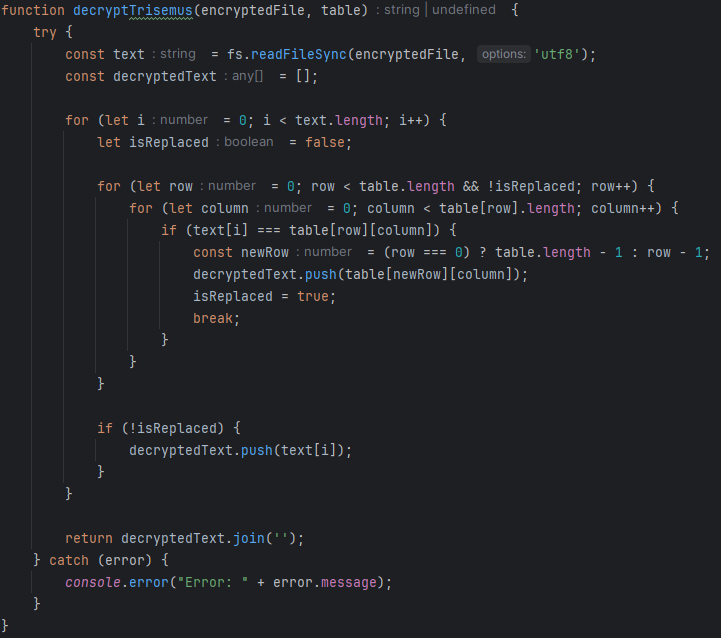 function decryptTrisemus(encryptedFile, table) : string | undefined {
    try {
        const text : string = fs.readFileSync(encryptedFile, options: 'utf8');
        const decryptedText : any[] = [];

        for (let i : number = 0; i < text.length; i++) {
            let isReplaced : boolean = false;

            for (let row : number = 0; row < table.length && !isReplaced; row++) {
                for (let column : number = 0; column < table[row].length; column++) {
                    if (text[i] === table[row][column]) {
                        const newRow : number = (row === 0) ? table.length - 1 : row - 1;
                        decryptedText.push(table[newRow][column]);
                        isReplaced = true;
                        break;
                    }
                }
            }

            if (!isReplaced) {
                decryptedText.push(text[i]);
            }
        }

        return decryptedText.join('');
    } catch (error) {
        console.error("Error: " + error.message);
    }
}